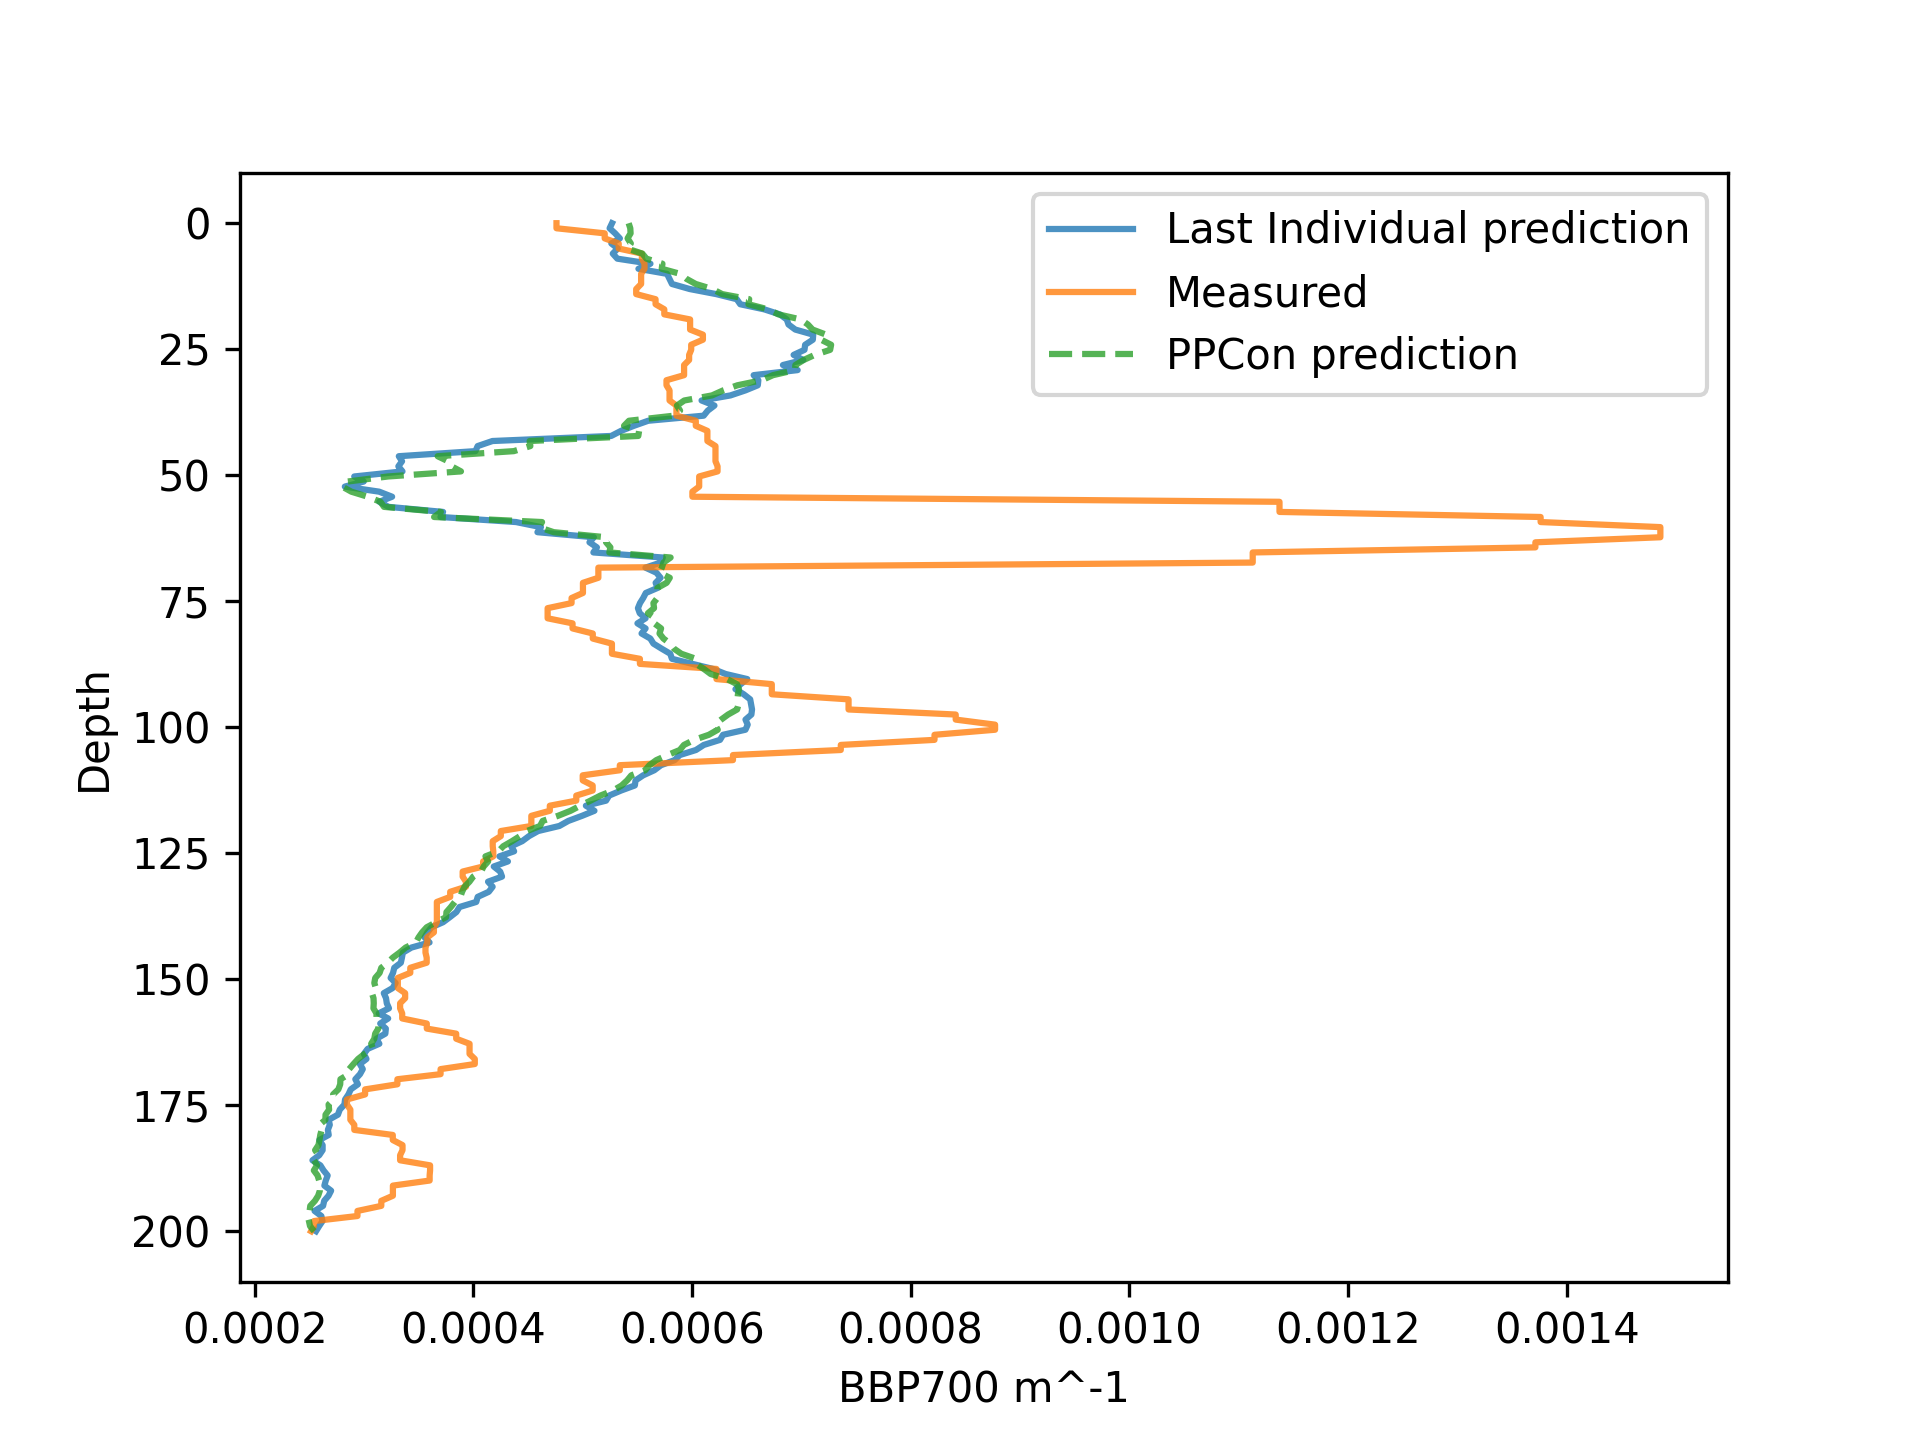 Last Individual prediction
Measured
PPCon prediction
0
25
50
75
100
125
150
175
200
Depth
0.0002 0.0004 0.0006 0.0008 0.0010 0.0012 0.0014
BBP700 m^-1